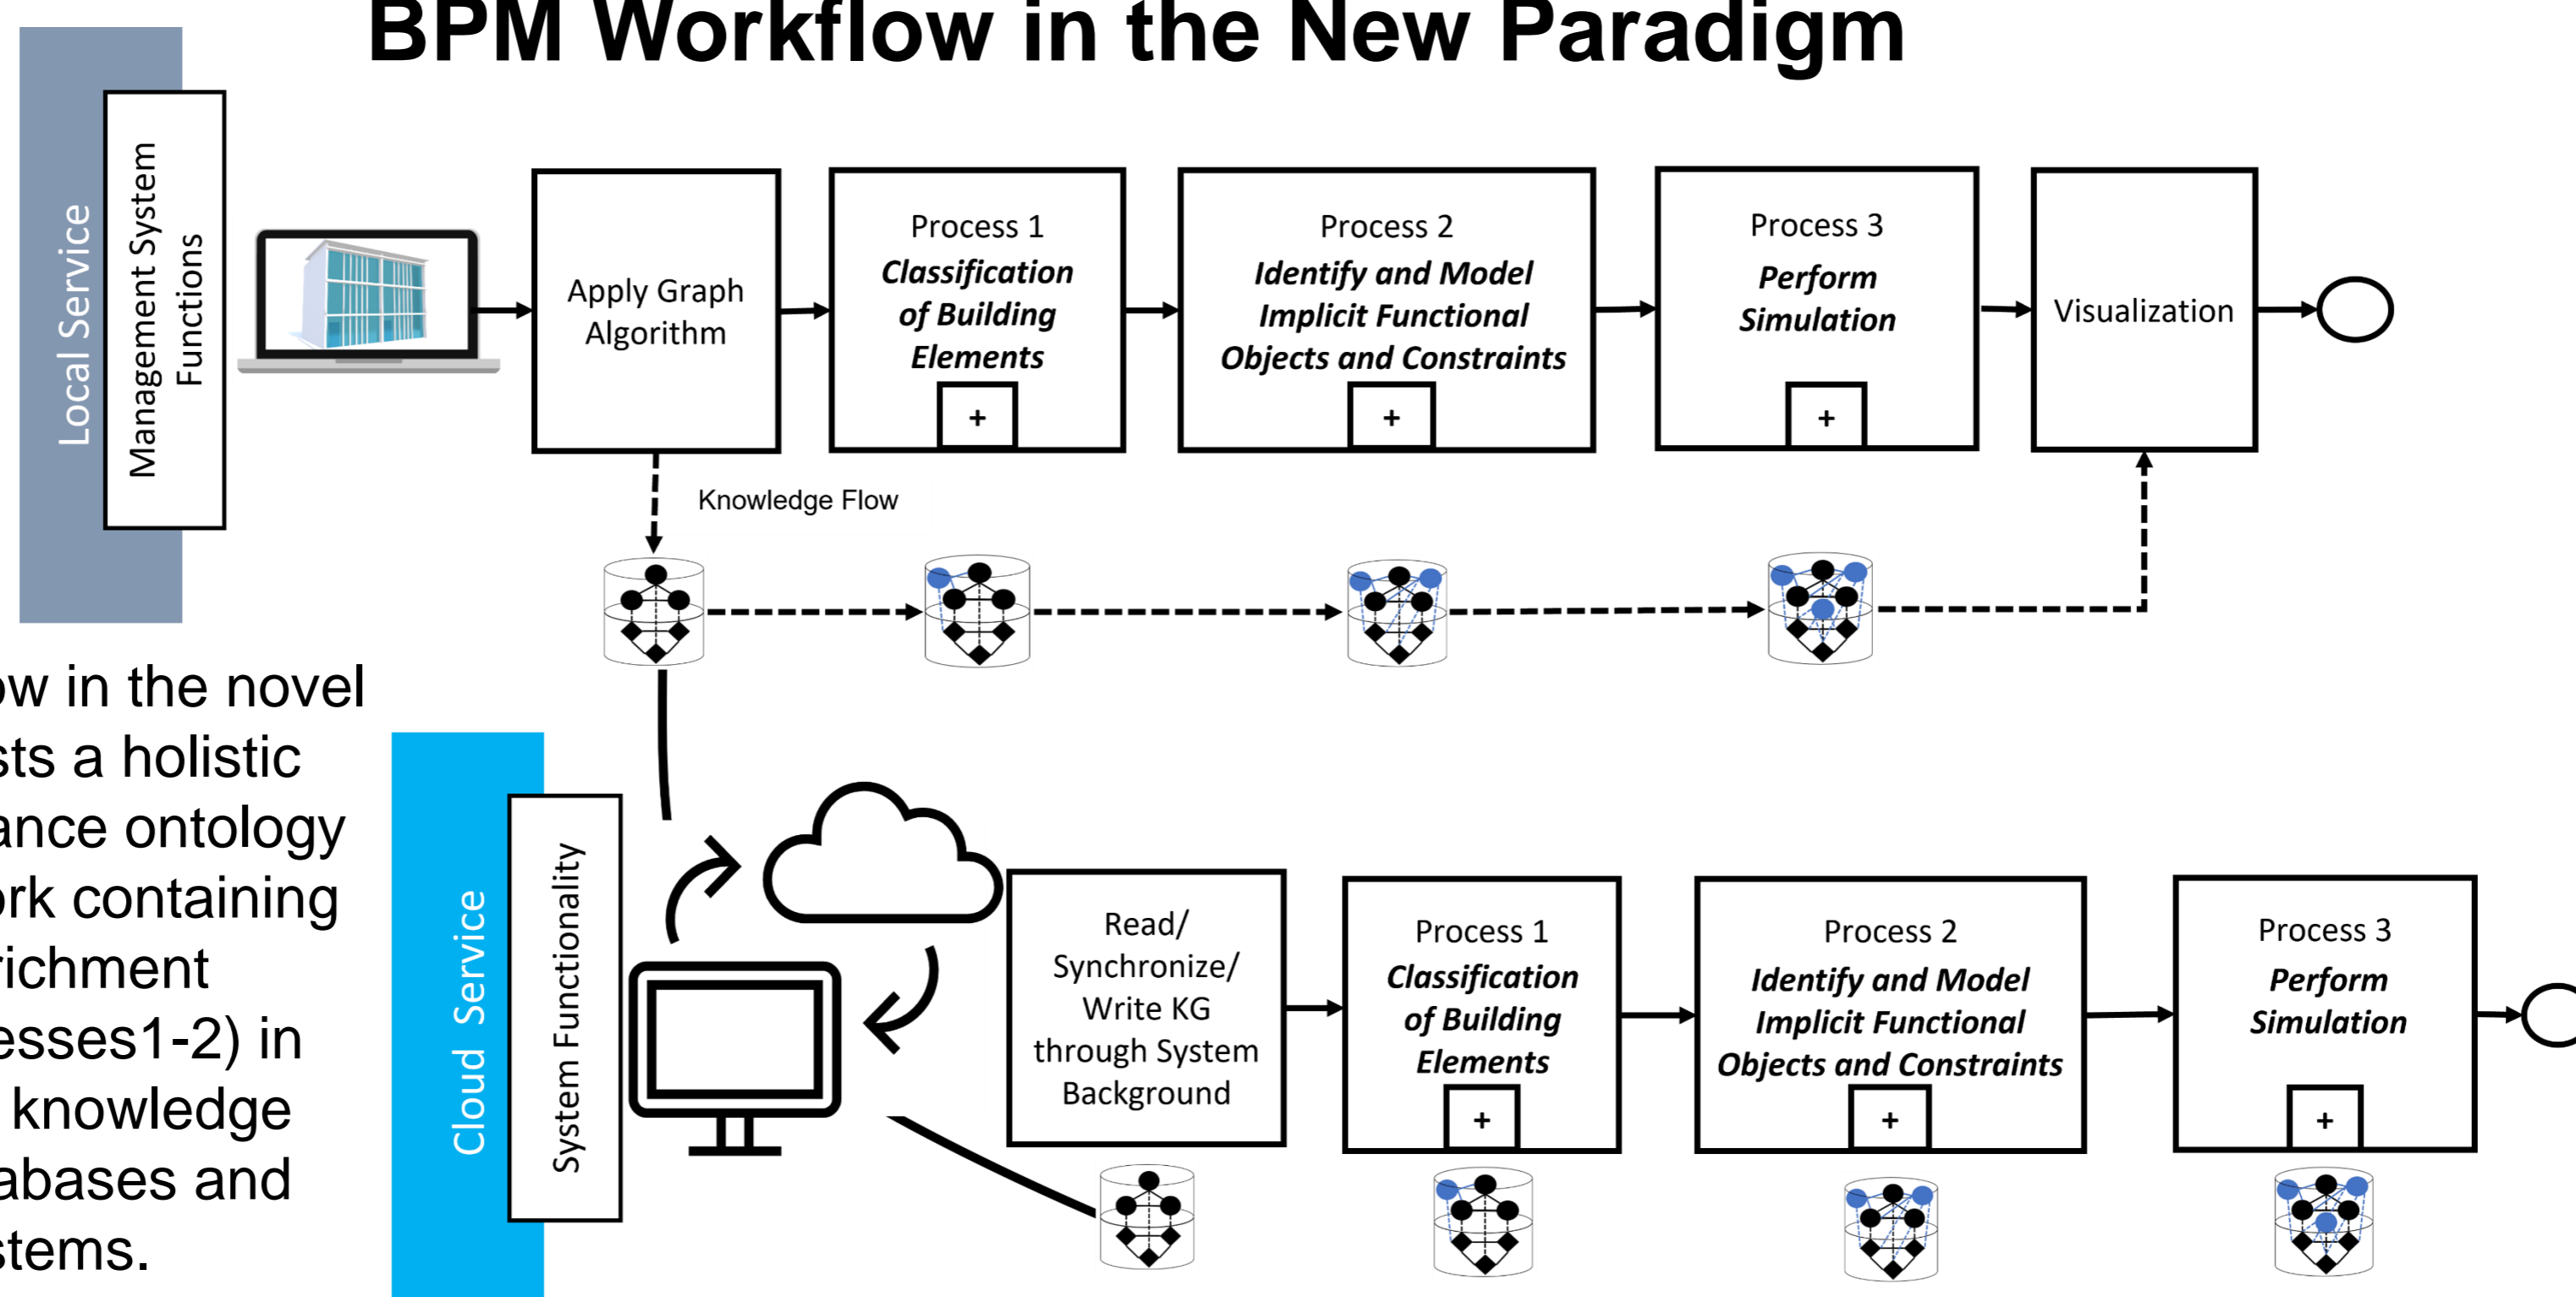 BPM Workflow in the New Paradigm
Local Service
Management System
Functions
Apply Graph
Algorithm
Process 1
Classification
of Building
Elements
+
Process 2
Identify and Model
Implicit Functional
Objects and Constraints
+
Process 3
Perform
Simulation
+
Visualization
Knowledge Flow
ow in the novel
sts a holistic
ance ontology
ork containing
richment
esses1-2) in
knowledge
abases and
stems.
Cloud Service
System Functionality
Read/
Synchronize/
Write KG
through System
Background
Process 1
Classification
of Building
Elements
+
Process 2
Identify and Model
Implicit Functional
Objects and Constraints
+
Process 3
Perform
Simulation
+